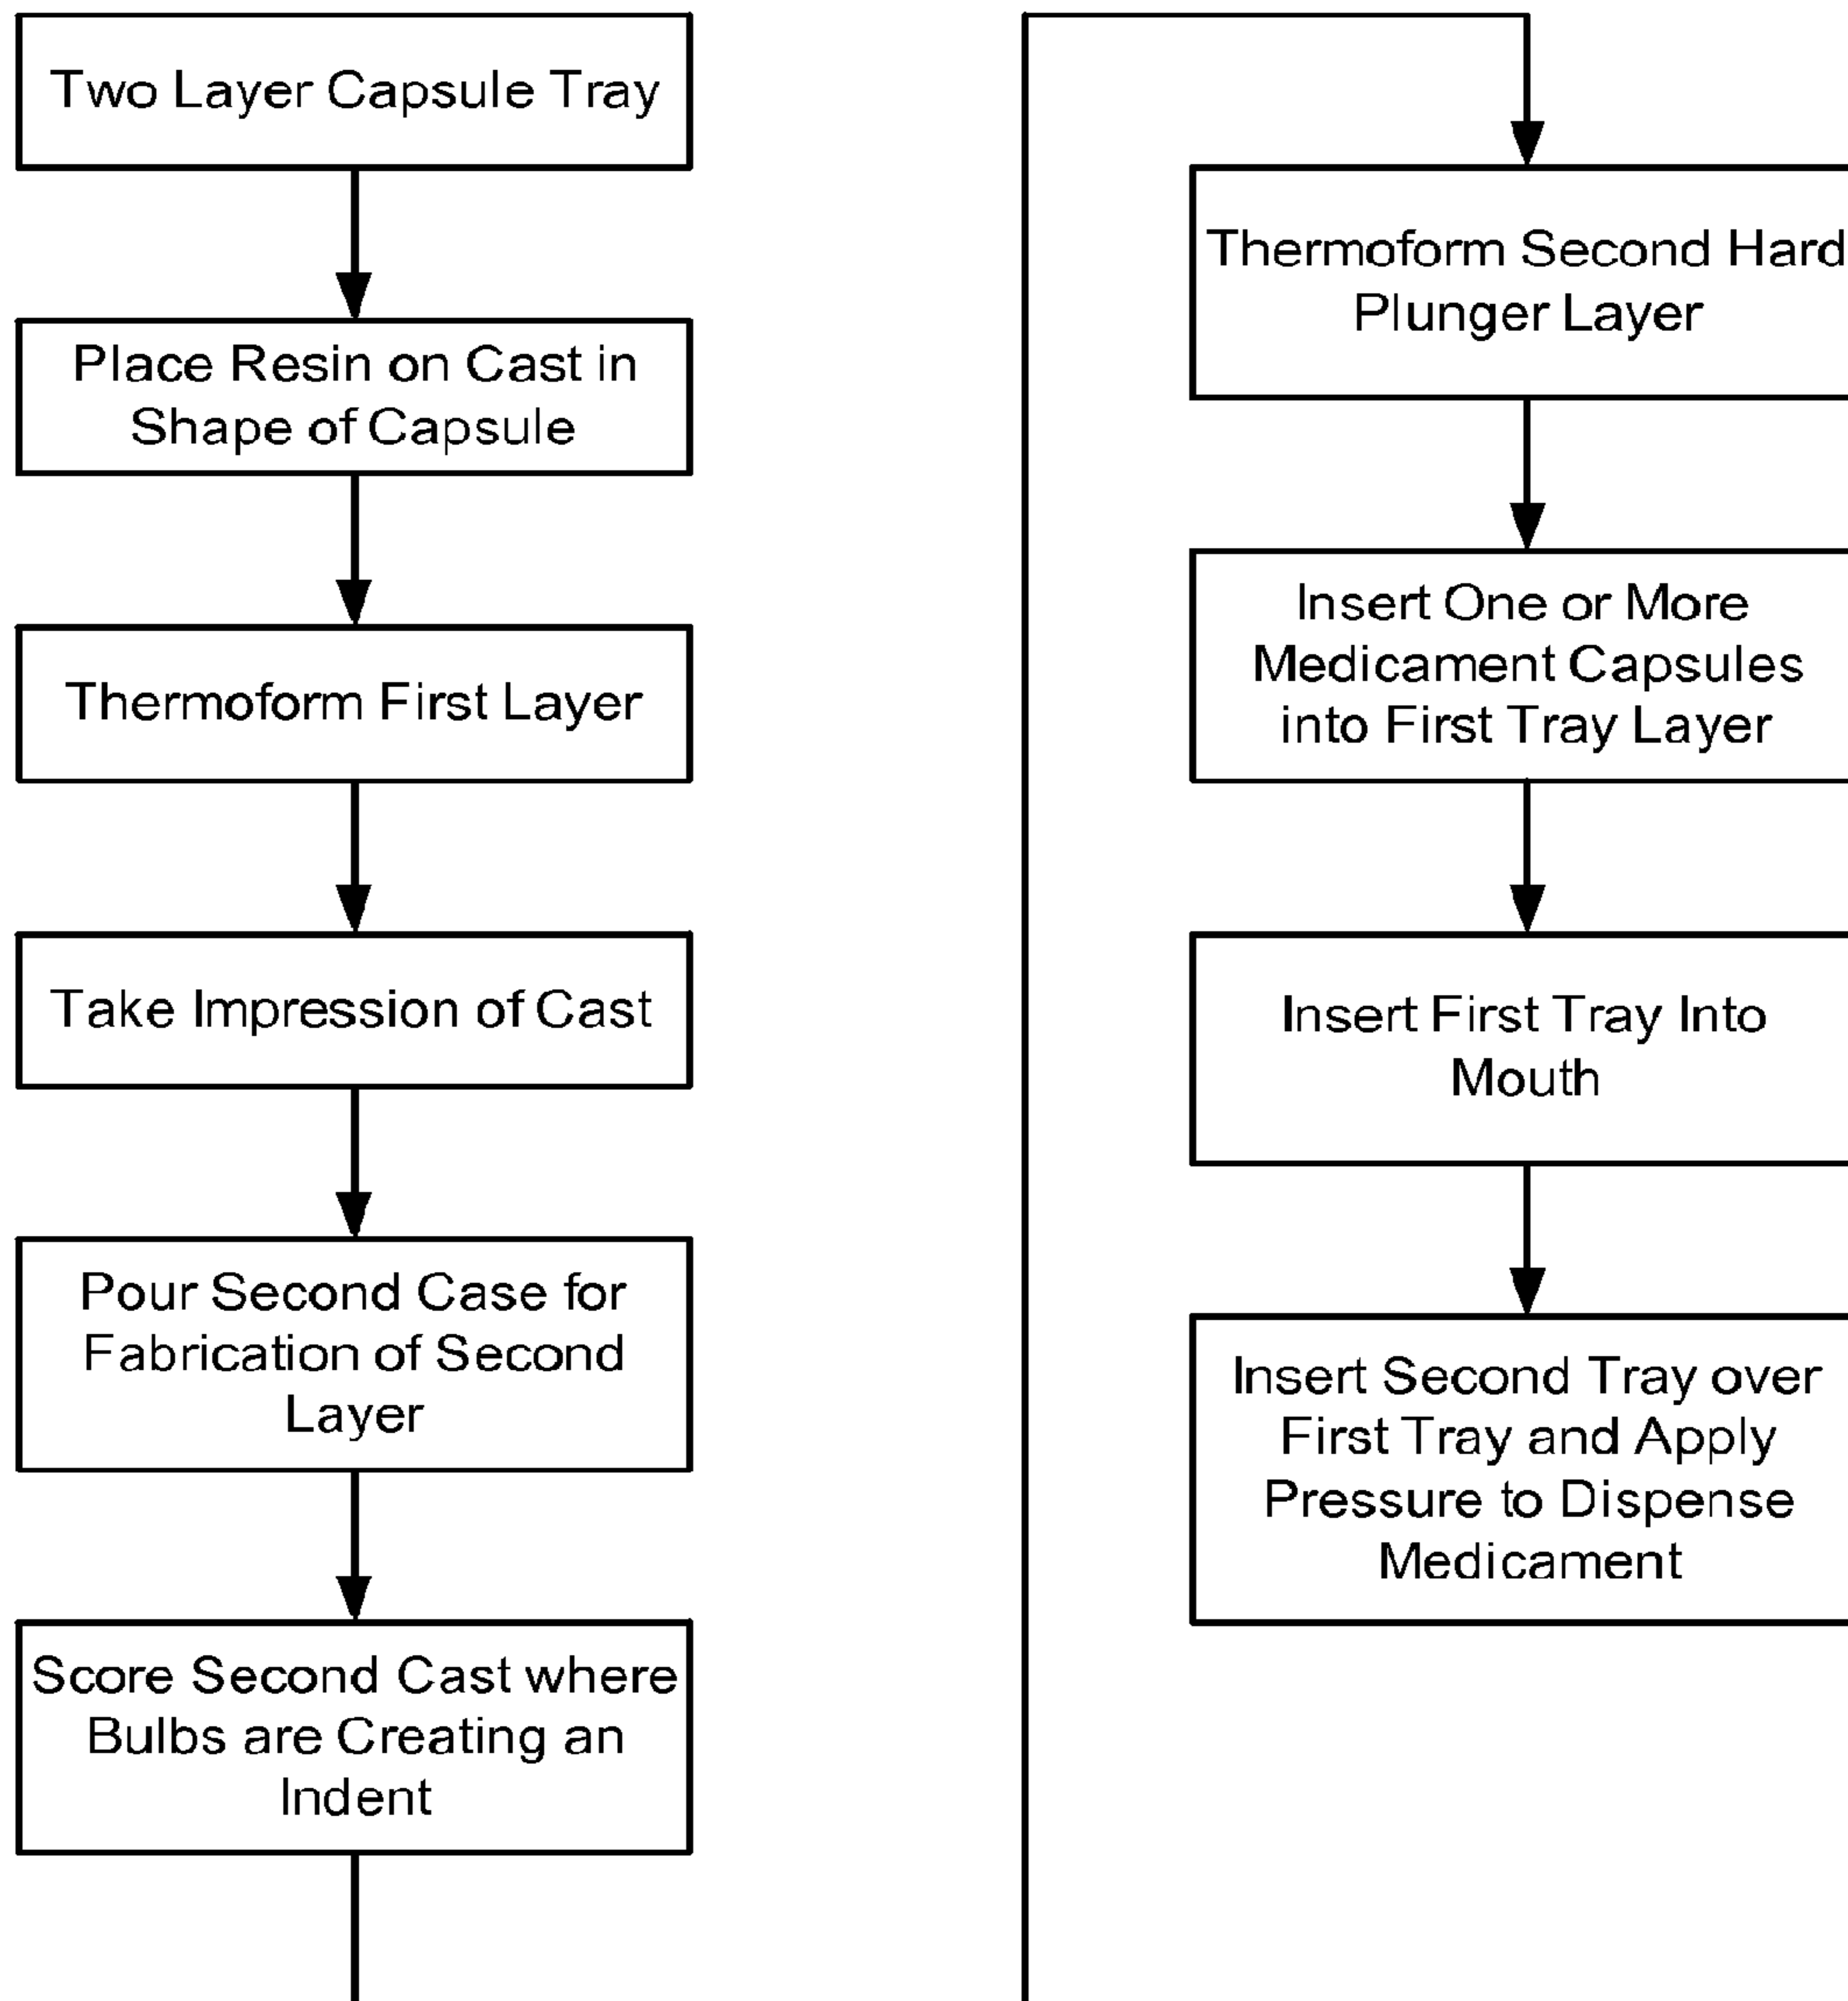 Two Layer Capsule Tray
Place Resin on Cast in
Shape of Capsule
Thermoform First Layer
Take Impression of Cast
Pour Second Case for
Fabrication of Second
Layer
Score Second Cast where
Bulbs are Creating an
Indent
Thermoform Second Hard
Plunger Layer
Insert One or More
Medicament Capsules
into First Tray Layer
Insert First Tray Into
Mouth
Insert Second Tray over
First Tray and Apply
Pressure to Dispense
Medicament